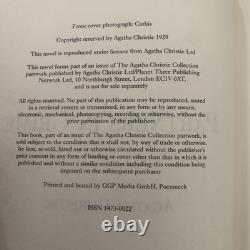 Front cover photograph: Corbis
Copyright reserved by Agatha Christie 1929
This novel is reproduced under licence from Agatha Christie Ltd
This novel forms part of an issue of The Agatha Christie Collection
partwork published by Agatha Christie Ltd/Planet Three Publishing
Network Ltd, 10 Northburgh Street, London EC1V 0AT,
and is not for sale separately
All rights reserved. No part of this publication may be reproduced, stored in
a retrieval system or transmitted, in any form or by any means,
electronic, mechanical, photocopying, recording or otherwise, without the
prior permission of the publishers
This book, part of an issue of The Agatha Christie Collection partwork, is
sold subject to the condition that it shall not, by way of trade or otherwise,
be lent, re-sold, hired out or otherwise circulated without the publisher's
prior consent in any form of binding or cover other than that in which it is
published and without a similar condition including this condition being
imposed on the subsequent purchaser
Printed and bound by GGP Media GmbH, Poessneck
ISSN 1473-0022